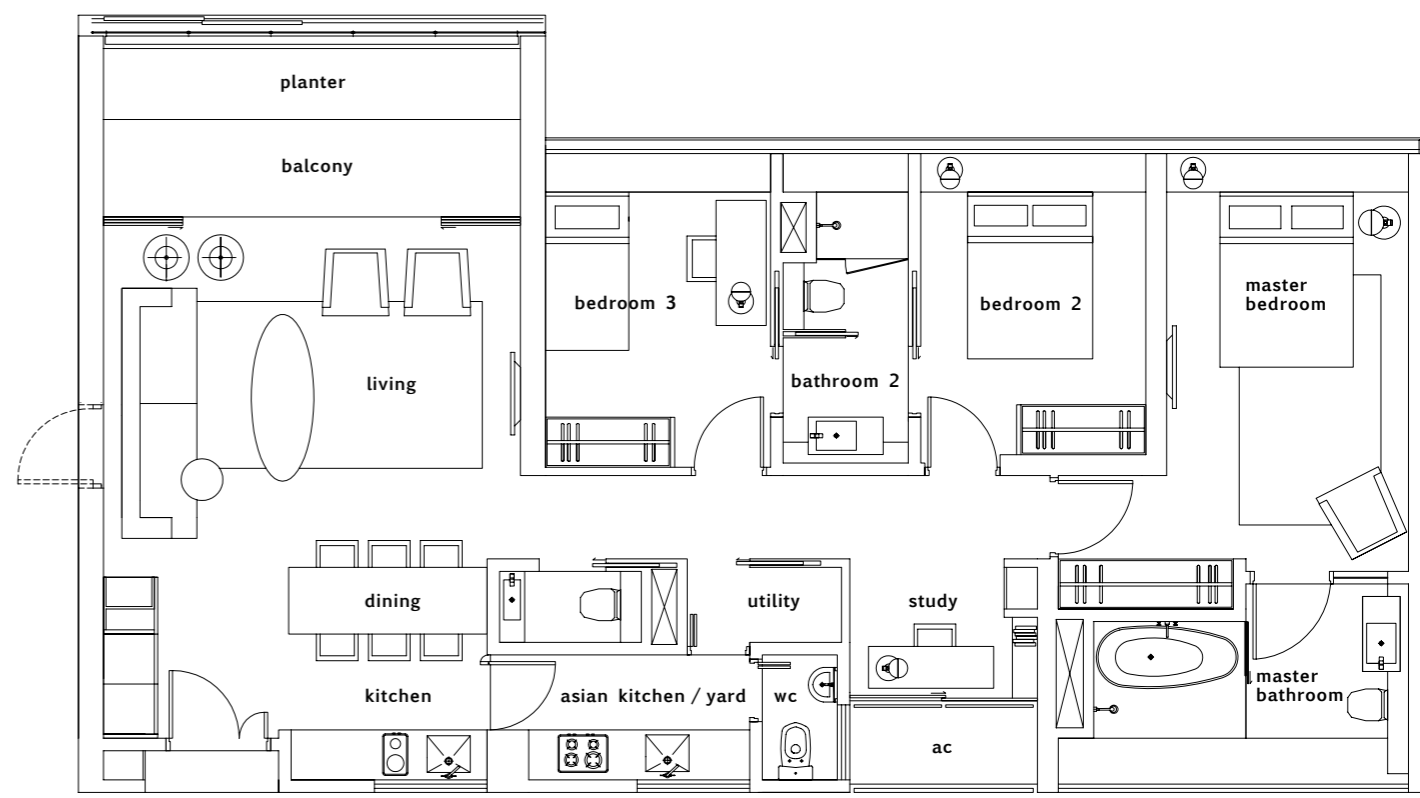 planter
balcony
bedroom 3
bedroom 2
master
bedroom
living
bathroom 2
dining
utility
study
kitchen
asian kitchen / yard
wc
master
bathroom
ac